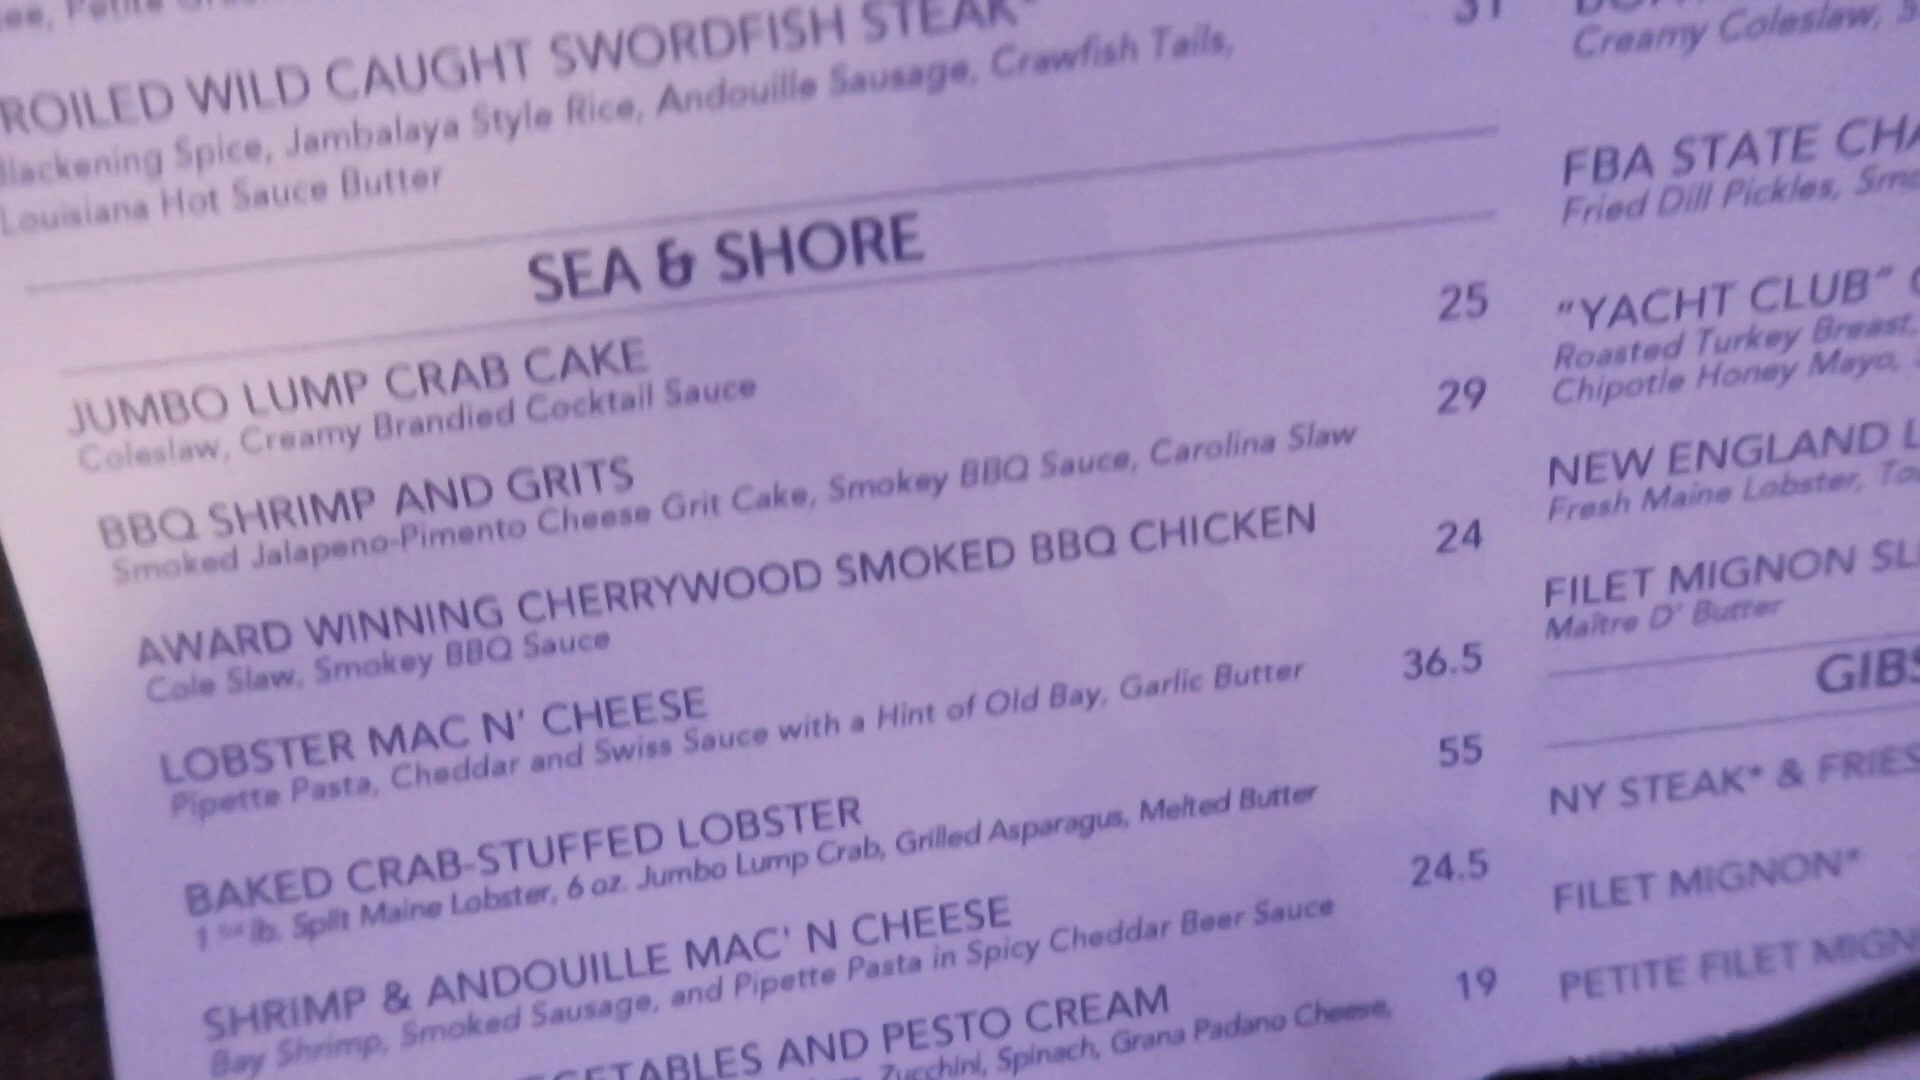 ROILED WILD CAUGHT SWORDFISH STEAK* 31
Blackening Spice, Jambalaya Style Rice, Andouille Sausage, Crawfish Tails,
Louisiana Hot Sauce Butter
SEA & SHORE
JUMBO LUMP CRAB CAKE 25
Coleslaw, Creamy Brandied Cocktail Sauce
BBQ SHRIMP AND GRITS 29
Smoked Jalapeno-Pimento Cheese Grit Cake, Smokey BBQ Sauce, Carolina Slaw
AWARD WINNING CHERRYWOOD SMOKED BBQ CHICKEN 24
Cole Slaw, Smokey BBQ Sauce
LOBSTER MAC N' CHEESE 36.5
Pipette Pasta, Cheddar and Swiss Sauce with a Hint of Old Bay, Garlic Butter
BAKED CRAB-STUFFED LOBSTER 55
1 lb. Split Maine Lobster, 6 oz. Jumbo Lump Crab, Grilled Asparagus, Melted Butter
SHRIMP & ANDOUILLE MAC' N CHEESE 24.5
Bay Shrimp, Smoked Sausage, and Pipette Pasta in Spicy Cheddar Beer Sauce
GETABLES AND PESTO CREAM 19
Zucchini, Spinach, Grana Padano Cheese,
Creamy Coleslaw,
FBA STATE CHA
Fried Dill Pickles, Smo
"YACHT CLUB"
Roasted Turkey Breast,
Chipotle Honey Mayo,
NEW ENGLAND L
Fresh Maine Lobster,
FILET MIGNON SLI
Maître D' Butter
GIBS
NY STEAK* & FRIES
FILET MIGNON*
PETITE FILET MIGN